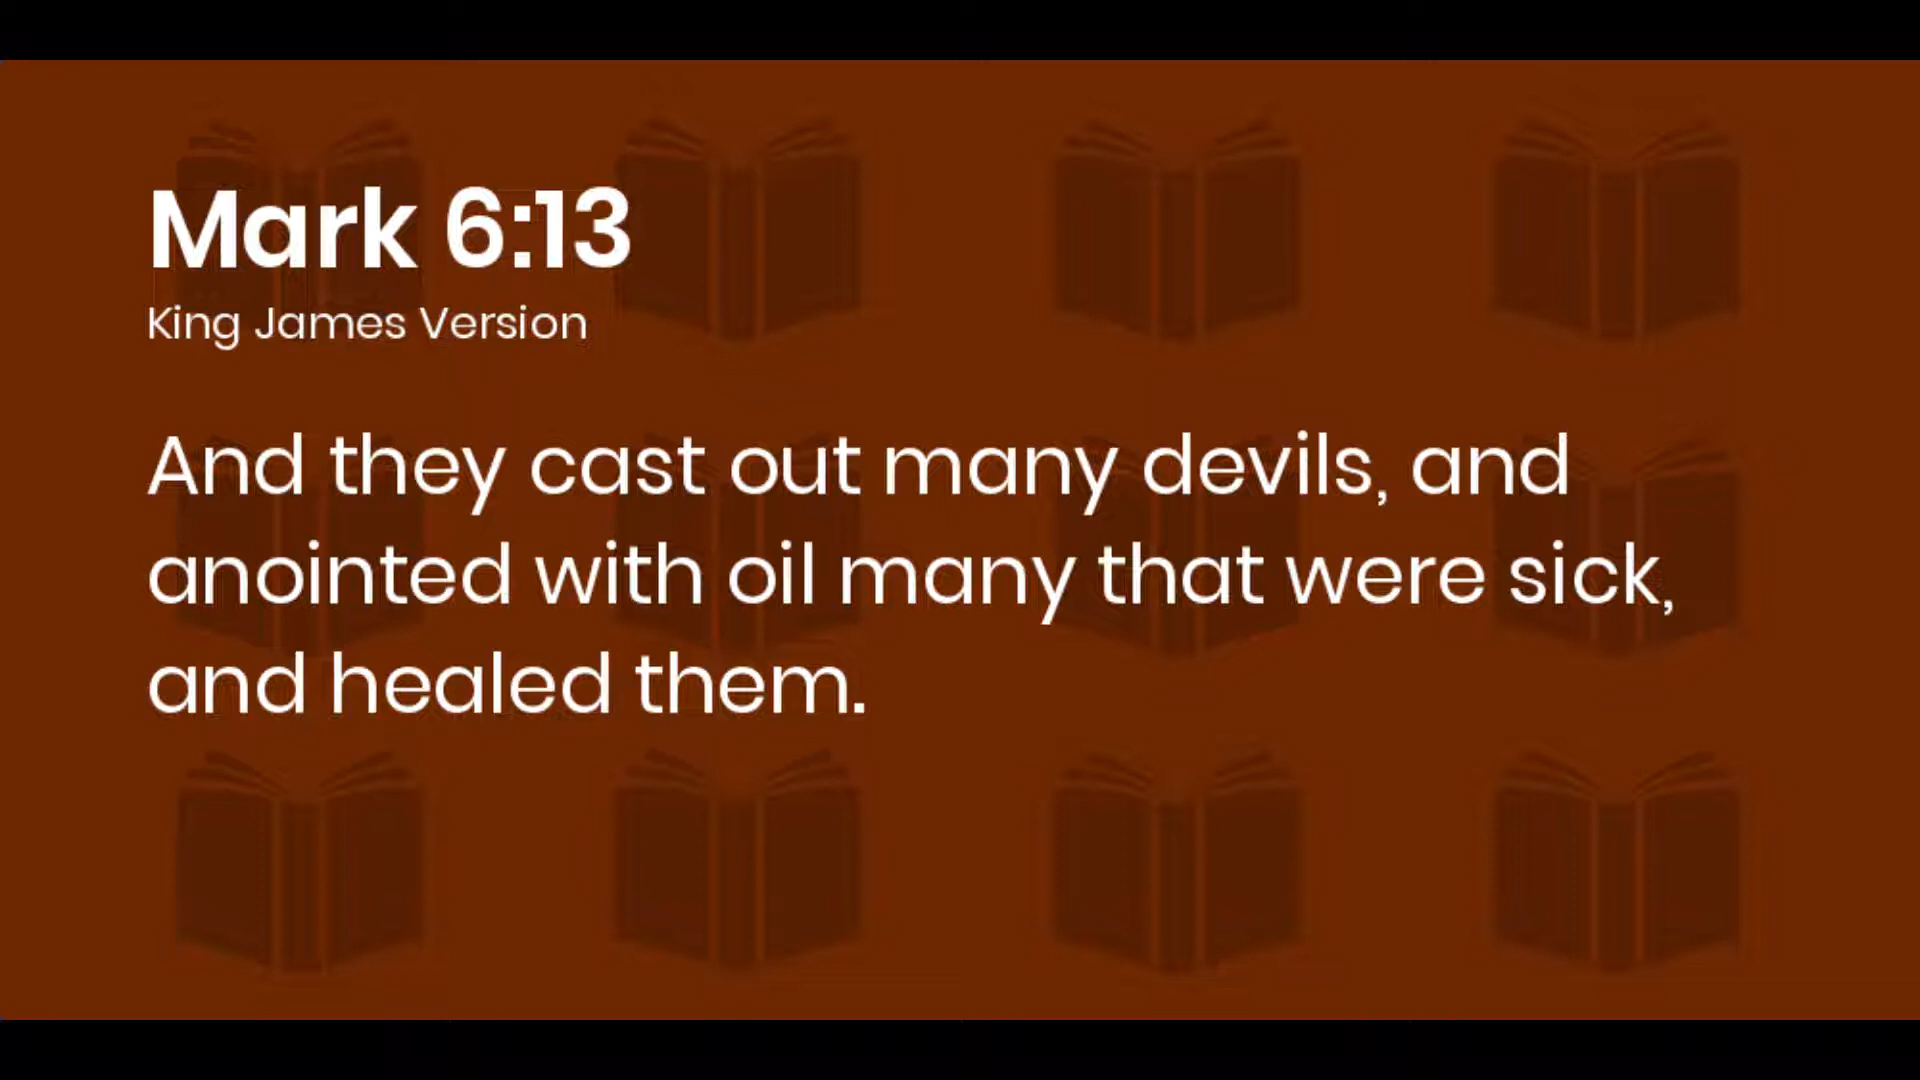 Mark 6:13
King James Version
And they cast out many devils, and
anointed with oil many that were sick,
and healed them.